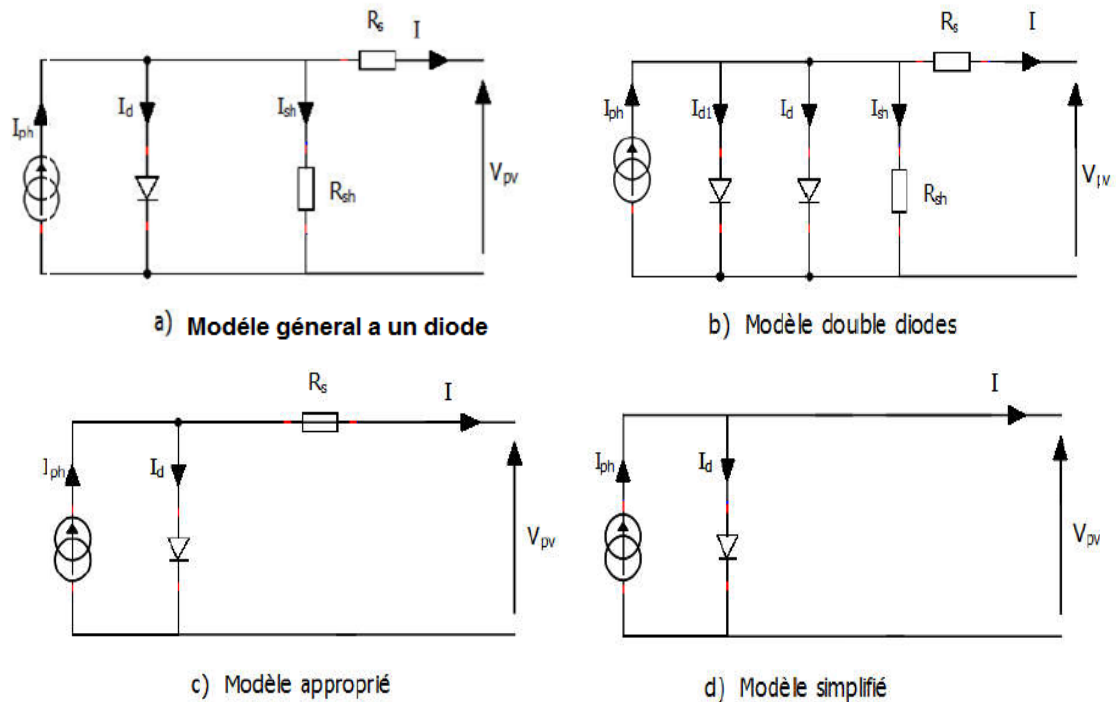 Rs
I
Iph
Id
Ish
Rsh
Vpv
a) Modéle géneral a un diode
Rs
I
Iph
Id1
Id
Ish
Rsh
Vpv
b) Modèle double diodes
Rs
I
Iph
Id
Vpv
c) Modèle approprié
I
Iph
Id
Vpv
d) Modèle simplifié